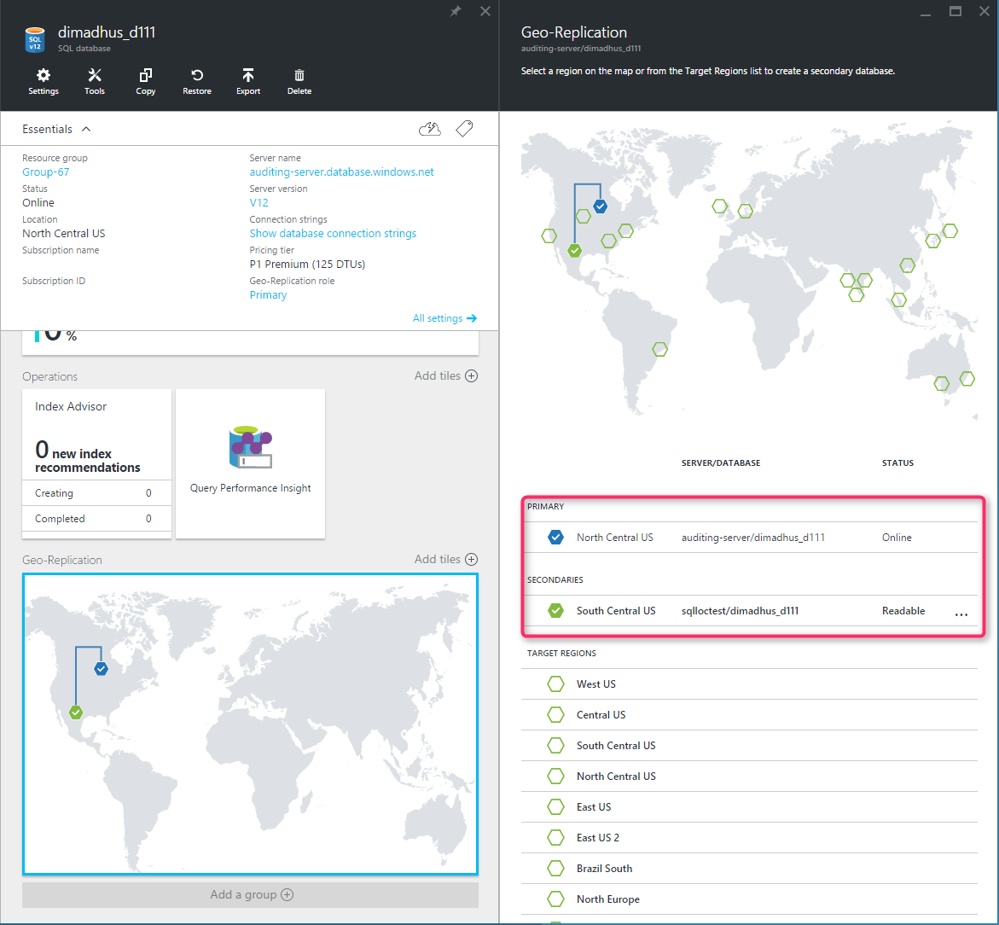 dimadhus_d111
SQL database
SQL
v12
Settings
Tools
Copy
Restore
Export
Delete
Essentials
Resource group
Group-67
Status
Online
Location
North Central US
Subscription name
Subscription ID
Server name
auditing-server.database.windows.net
Server version
V12
Connection strings
Show database connection strings
Pricing tier
P1 Premium (125 DTUs)
Geo-Replication role
Primary
All settings
%
Operations
Add tiles
Index Advisor
0 new index
recommendations
Creating 0
Completed 0
Query Performance Insight
Geo-Replication
Add tiles
Add a group
Geo-Replication
auditing-server/dimadhus_d111
Select a region on the map or from the Target Regions list to create a secondary database.
SERVER/DATABASE STATUS
PRIMARY
North Central US auditing-server/dimadhus_d111 Online
SECONDARIES
South Central US sqlloctest/dimadhus_d111 Readable ...
TARGET REGIONS
West US
Central US
South Central US
North Central US
East US
East US 2
Brazil South
North Europe